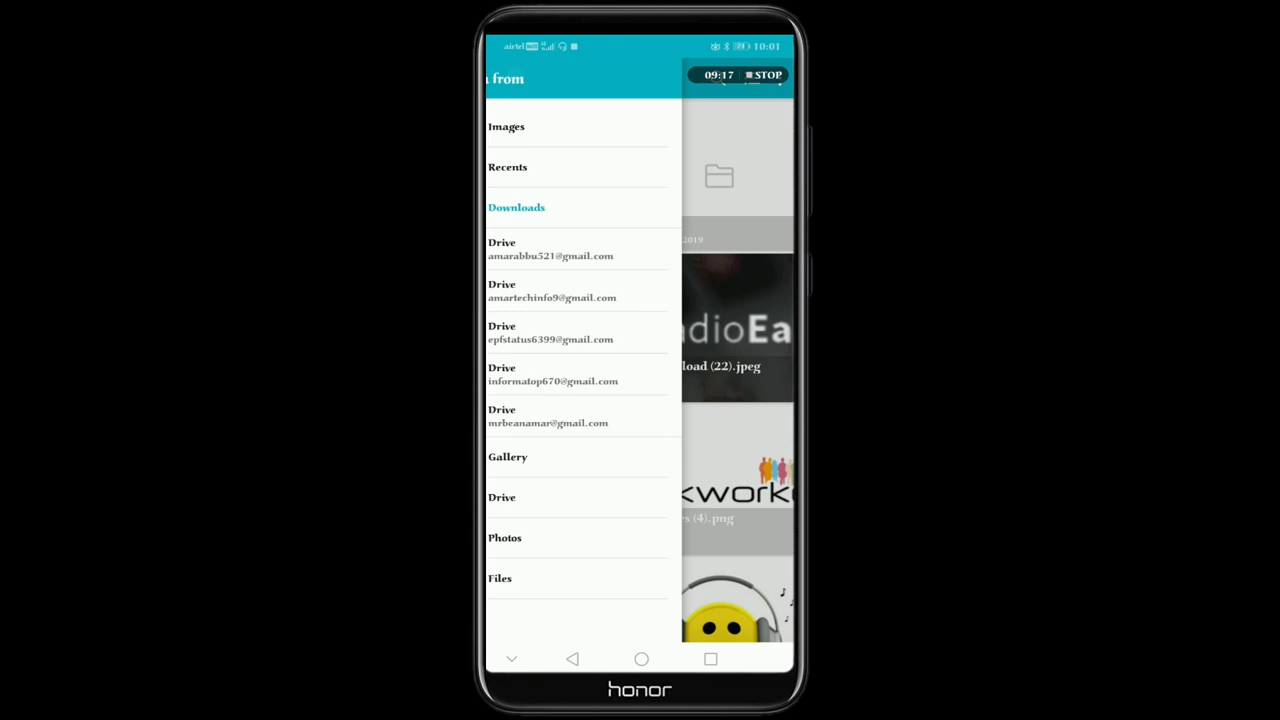 airtel 10:01
from
09:17 STOP
Images
Recents
Downloads
Drive
amarabbu521@gmail.com
2019
Drive
amartechinfo9@gmail.com
Drive
epfstatus6399@gmail.com
adioEa
load (22).jpeg
Drive
informatop670@gmail.com
Drive
mrbeanamar@gmail.com
Gallery
kwork
Drive
s (4).png
Photos
Files
honor